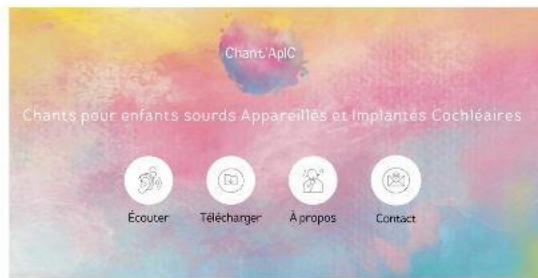 Chant'ApIC
Chants pour enfants sourds Appareillés et Implantés Cochléaires
Écouter Télécharger À propos Contact